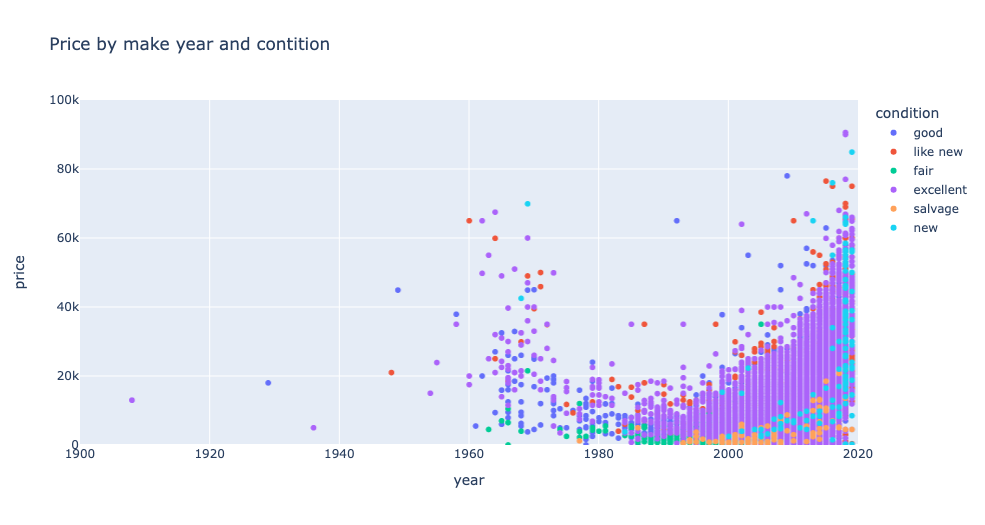 Price by make year and contition
100k
80k
60k
40k
20k
0
1900
1920
1940
1960
1980
2000
2020
year
price
condition
good
like new
fair
excellent
salvage
new